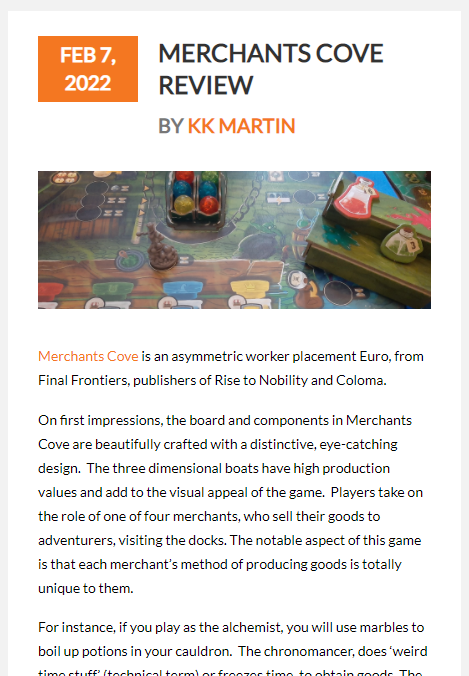 FEB 7,
2022
MERCHANTS COVE
REVIEW
BY KK MARTIN
Merchants Cove is an asymmetric worker placement Euro, from
Final Frontiers, publishers of Rise to Nobility and Coloma.
On first impressions, the board and components in Merchants
Cove are beautifully crafted with a distinctive, eye-catching
design.  The three dimensional boats have high production
values and add to the visual appeal of the game.  Players take on
the role of one of four merchants, who sell their goods to
adventurers, visiting the docks. The notable aspect of this game
is that each merchant's method of producing goods is totally
unique to them.
For instance, if you play as the alchemist, you will use marbles to
boil up potions in your cauldron.  The chronomancer, does ‘weird
time stuff’ (technical term) or freezes time, to obtain goods. The